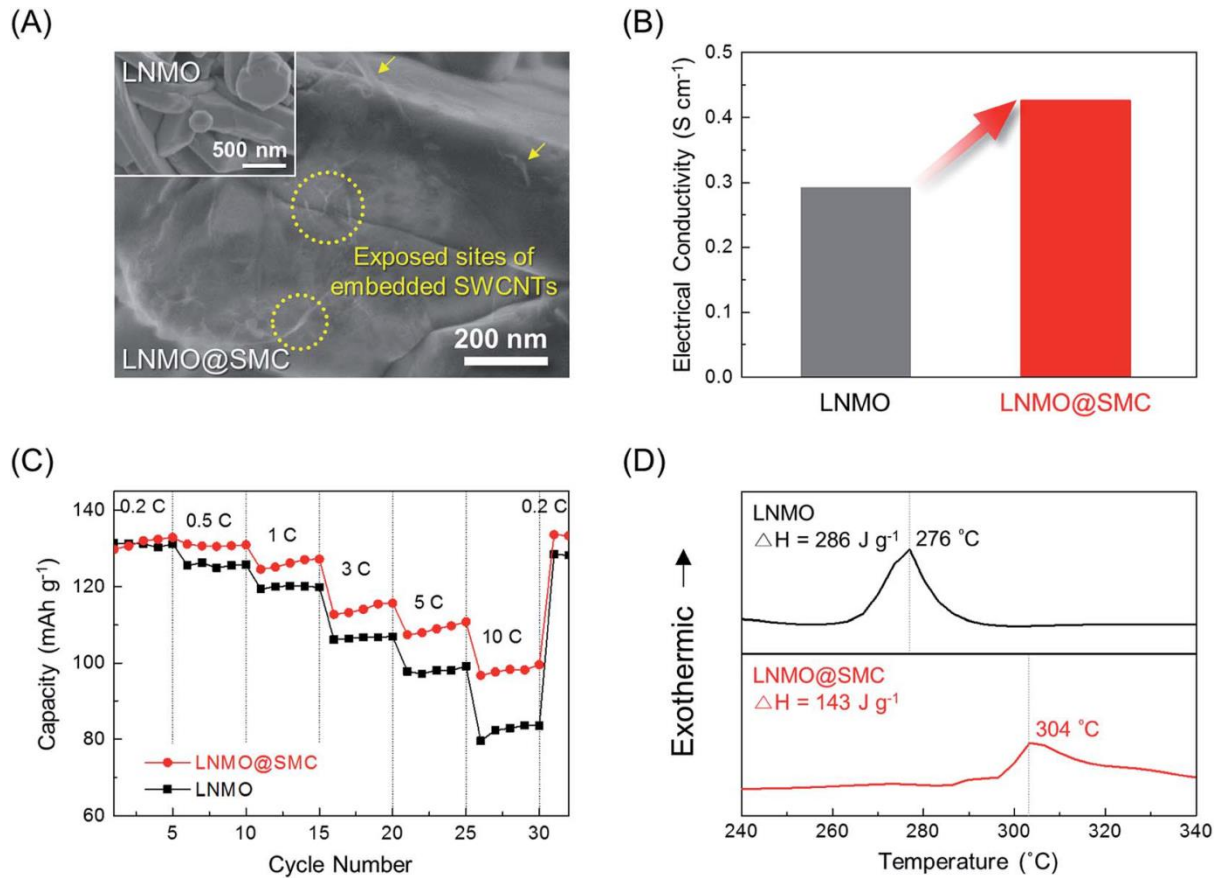 (A)
LNMO
500 nm
Exposed sites of
embedded SWCNTs
LNMO@SMC
200 nm
(B)
Electrical Conductivity (S cm⁻¹)
0.5
0.4
0.3
0.2
0.1
0.0
LNMO
LNMO@SMC
(C)
Capacity (mAh g⁻¹)
140
120
100
80
60
0.2 C
0.5 C
1 C
3 C
5 C
10 C
0.2 C
LNMO@SMC
LNMO
5
10
15
20
25
30
Cycle Number
(D)
Exothermic
LNMO
△H = 286 J g⁻¹
276 °C
LNMO@SMC
△H = 143 J g⁻¹
304 °C
240
260
280
300
320
340
Temperature (°C)